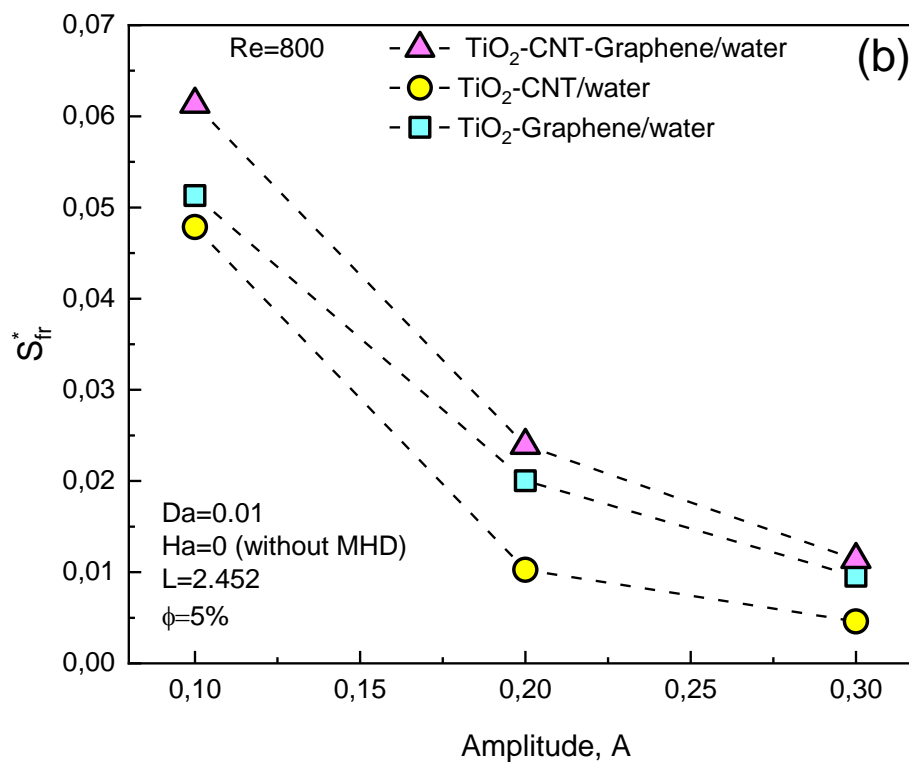 0,07
0,06
0,05
0,04
0,03
0,02
0,01
0,00
S*fr
Re=800
TiO2-CNT-Graphene/water
TiO2-CNT/water
TiO2-Graphene/water
(b)
Da=0.01
Ha=0 (without MHD)
L=2.452
ϕ=5%
0,10 0,15 0,20 0,25 0,30
Amplitude, A